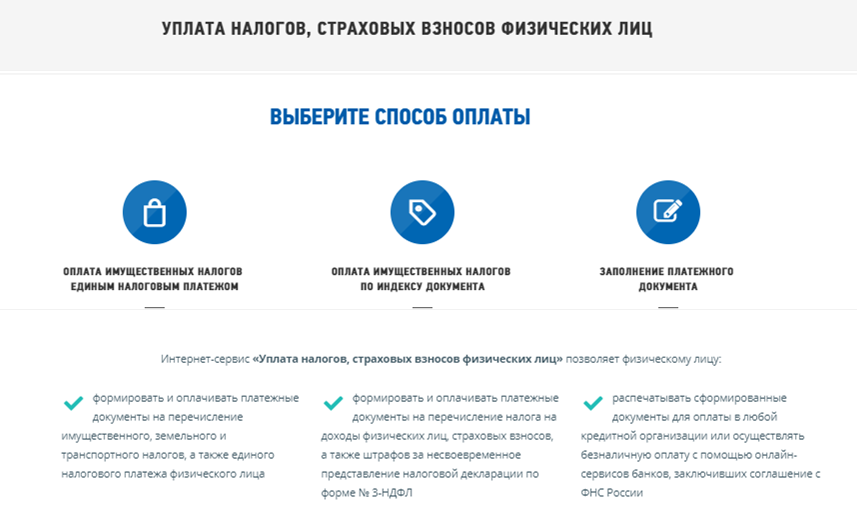 УПЛАТА НАЛОГОВ, СТРАХОВЫХ ВЗНОСОВ ФИЗИЧЕСКИХ ЛИЦ
ВЫБЕРИТЕ СПОСОБ ОПЛАТЫ
ОПЛАТА ИМУЩЕСТВЕННЫХ НАЛОГОВ
ЕДИНЫМ НАЛОГОВЫМ ПЛАТЕЖОМ
ОПЛАТА ИМУЩЕСТВЕННЫХ НАЛОГОВ
ПО ИНДЕКСУ ДОКУМЕНТА
ЗАПОЛНЕНИЕ ПЛАТЕЖНОГО
ДОКУМЕНТА
Интернет-сервис «Уплата налогов, страховых взносов физических лиц» позволяет физическому лицу:
формировать и оплачивать платежные
документы на перечисление
имущественного, земельного и
транспортного налогов, а также единого
налогового платежа физического лица
формировать и оплачивать платежные
документы на перечисление налога на
доходы физических лиц, страховых взносов,
а также штрафов за несвоевременное
представление налоговой декларации по
форме № 3-НДФЛ
распечатывать сформированные
документы для оплаты в любой
кредитной организации или осуществлять
безналичную оплату с помощью онлайн-
сервисов банков, заключивших соглашение с
ФНС России